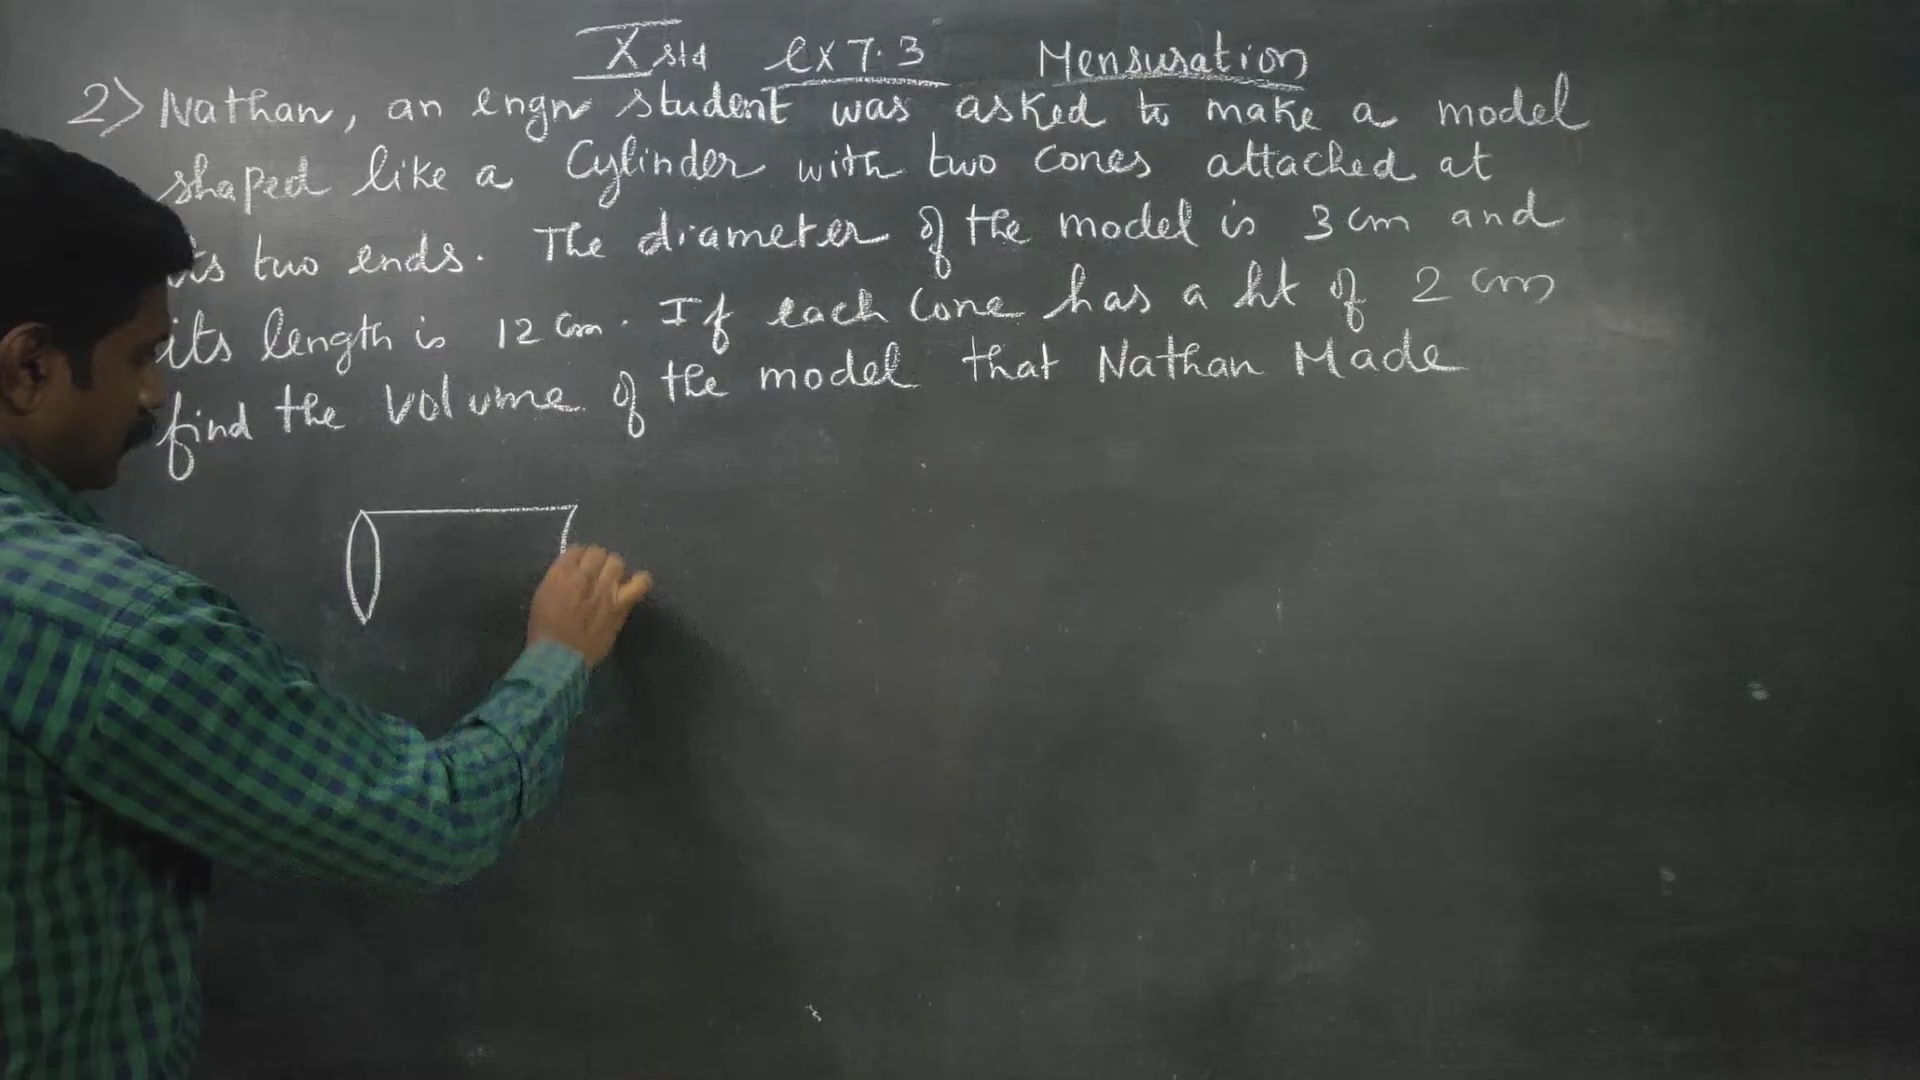 X std ex 7.3 Mensuration
2) Nathan, an engn student was asked to make a model
shaped like a Cylinder with two cones attached at
its two ends. The diameter of the model is 3 cm and
its length is 12 cm. If each Cone has a ht of 2 cm
find the Volume of the model that Nathan Made